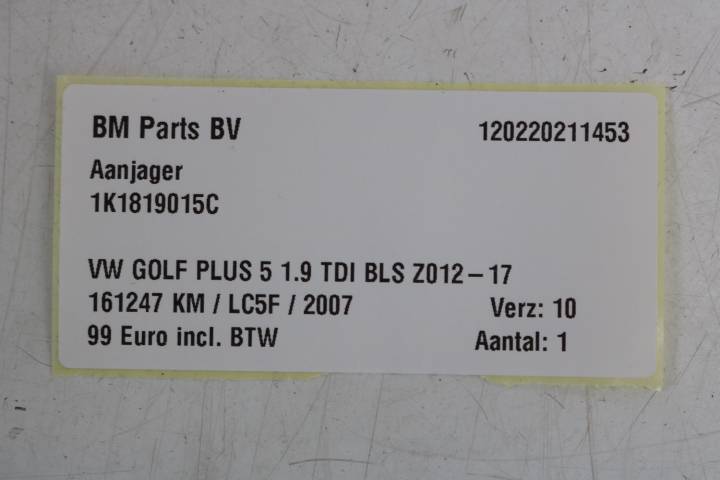 BM Parts BV 120220211453
Aanjager
1K1819015C
VW GOLF PLUS 5 1.9 TDI BLS Z012-17
161247 KM / LC5F / 2007 Verz: 10
99 Euro incl. BTW Aantal: 1